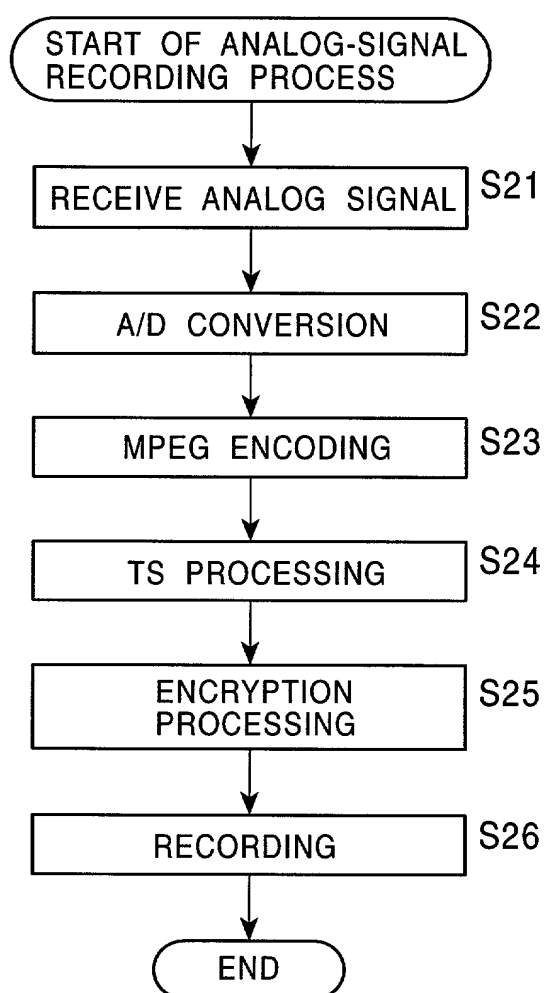 START OF ANALOG-SIGNAL
RECORDING PROCESS
RECEIVE ANALOG SIGNAL S21
A/D CONVERSION S22
MPEG ENCODING S23
TS PROCESSING S24
ENCRYPTION S25
PROCESSING
RECORDING S26
END